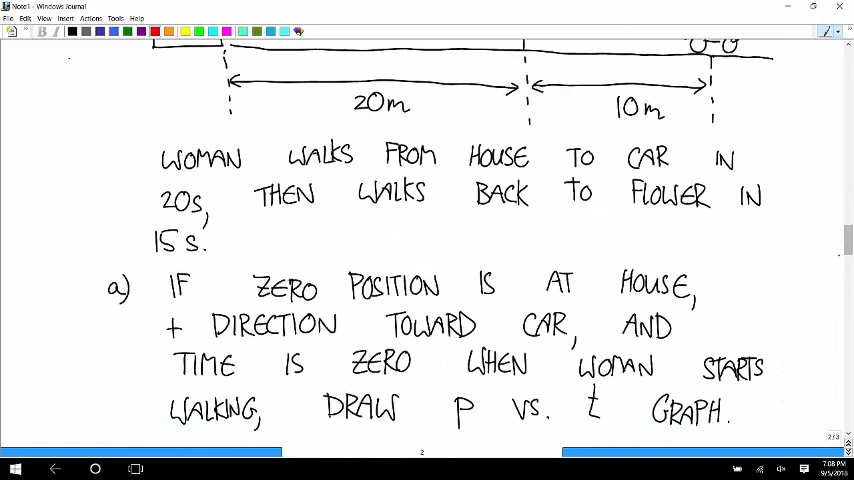 Note1 - Windows Journal
File Edit View Insert Actions Tools Help
B I
20m 10m
WOMAN WALKS FROM HOUSE TO CAR IN
20s, THEN WALKS BACK TO FLOWER IN
15 s.
a) IF ZERO POSITION IS AT HOUSE,
+ DIRECTION TOWARD CAR, AND
TIME IS ZERO WHEN WOMAN STARTS
WALKING, DRAW P VS. t GRAPH.
2/3
2
7:08 PM
9/5/2018